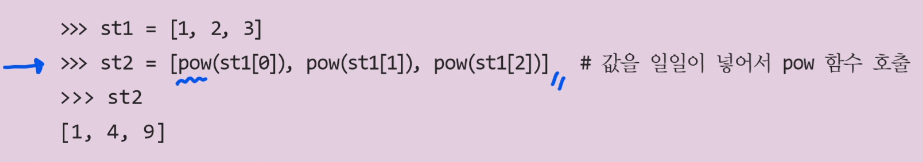 >>> st1 = [1, 2, 3]
>>> st2 = [pow(st1[0]), pow(st1[1]), pow(st1[2])] # 값을 일일이 넣어서 pow 함수 호출
>>> st2
[1, 4, 9]